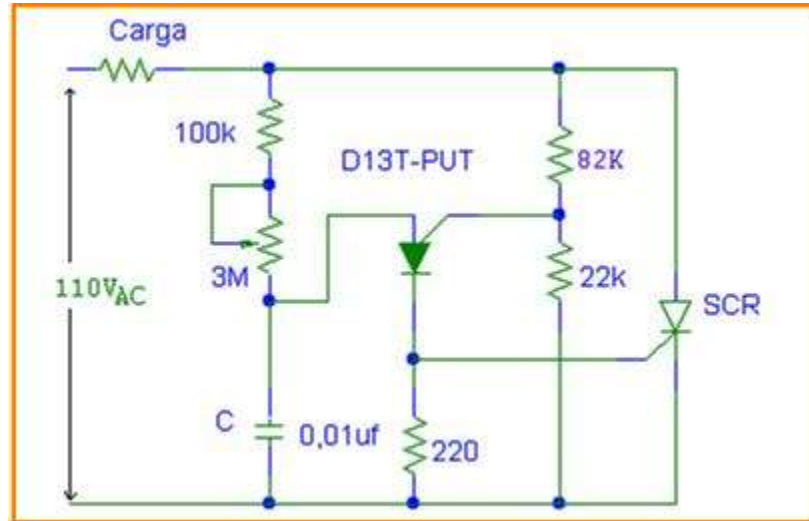 Carga
100k
D13T-PUT
82K
3M
22k
110VAC
SCR
C
0,01uf
220